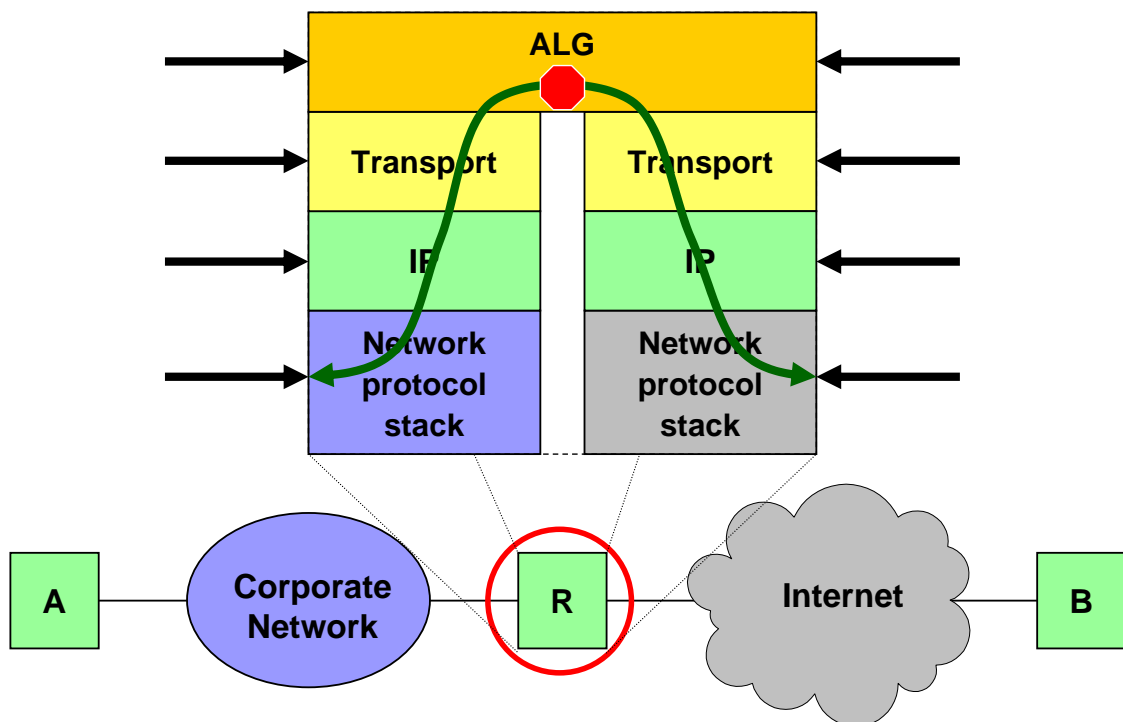 ALG
Transport
Transport
IP
IP
Network
protocol
stack
Network
protocol
stack
A
Corporate
Network
R
Internet
B